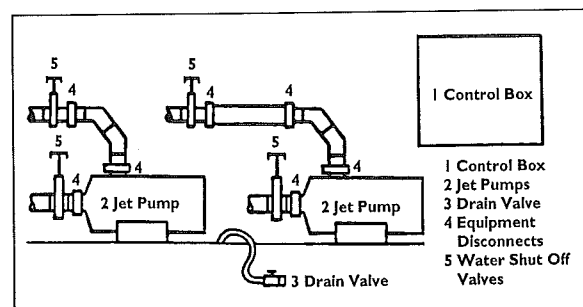 5
4
5
4
4
1 Control Box
5
4
4
2 Jet Pump
5
4
4
2 Jet Pump
3 Drain Valve
1 Control Box
2 Jet Pumps
3 Drain Valve
4 Equipment
Disconnects
5 Water Shut Off
Valves